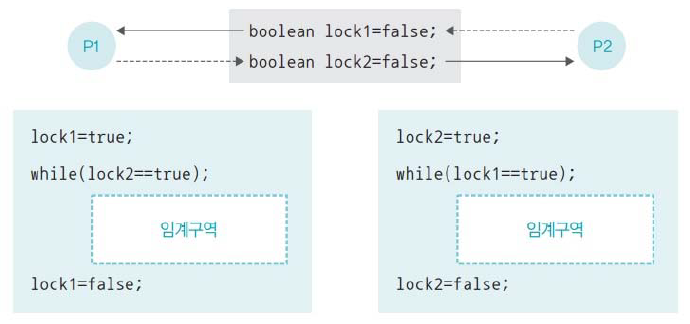 P1
boolean lock1=false;
boolean lock2=false;
P2
lock1=true;
while(lock2==true);
임계구역
lock1=false;
lock2=true;
while(lock1==true);
임계구역
lock2=false;